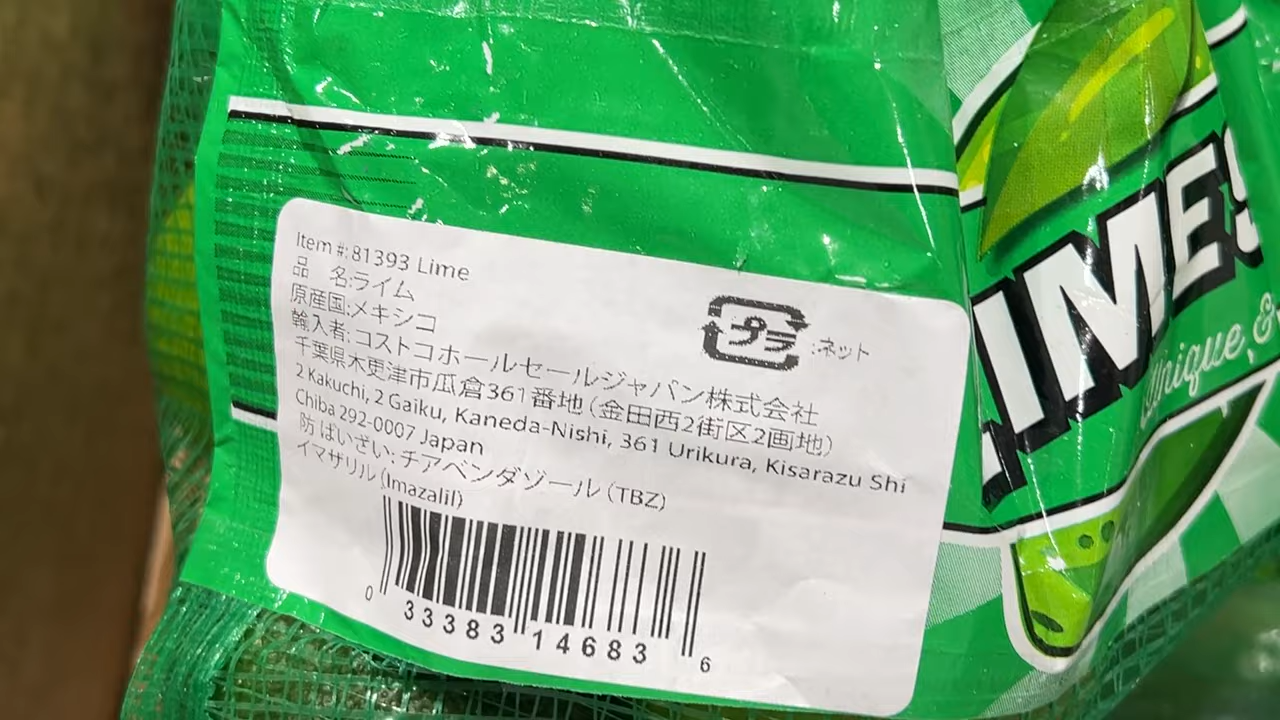 Item #: 81393 Lime
品　名:ライム
原産国:メキシコ
輸入者:コストコホールセールジャパン株式会社
千葉県木更津市瓜倉361番地(金田西2街区2画地)
2 Kakuchi, 2 Gaiku, Kaneda-Nishi, 361 Urikura, Kisarazu Shi
Chiba 292-0007 Japan
防ばいざい:チアベンダゾール(TBZ)
イマザリル(Imazalil)
プラ :ネット
0 33383 14683 6
LIME!
Unique &